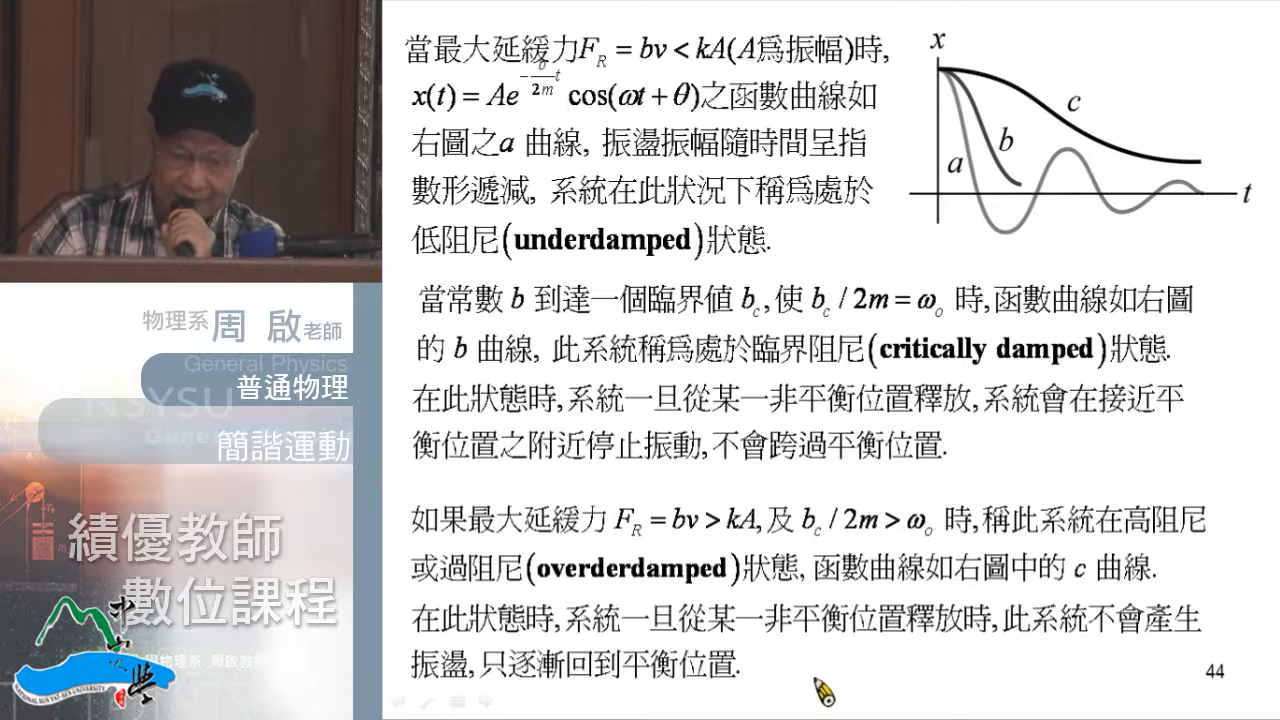 當最大延緩力F_R = bv < kA(A為振幅)時,
x(t) = Ae^{-\frac{b}{2m}t} cos(ωt + θ)之函數曲線如
右圖之a 曲線, 振盪振幅隨時間呈指
數形遞減, 系統在此狀況下稱為處於
低阻尼(underdamped)狀態.
x
c
b
a
t
當常數 b 到達一個臨界值 b_c, 使 b_c / 2m = ω_o 時, 函數曲線如右圖
的 b 曲線, 此系統稱為處於臨界阻尼(critically damped)狀態.
在此狀態時, 系統一旦從某一非平衡位置釋放, 系統會在接近平
衡位置之附近停止振動, 不會跨過平衡位置.
如果最大延緩力 F_R = bv > kA, 及 b_c / 2m > ω_o 時, 稱此系統在高阻尼
或過阻尼(overderdamped)狀態, 函數曲線如右圖中的 c 曲線.
在此狀態時, 系統一旦從某一非平衡位置釋放時, 此系統不會產生
振盪, 只逐漸回到平衡位置.
44
物理系 周 啟 老師
General Physics
普通物理
NSYSU
簡諧運動
績優教師
數位課程
中山大學
NATIONAL SUN YAT-SEN UNIVERSITY